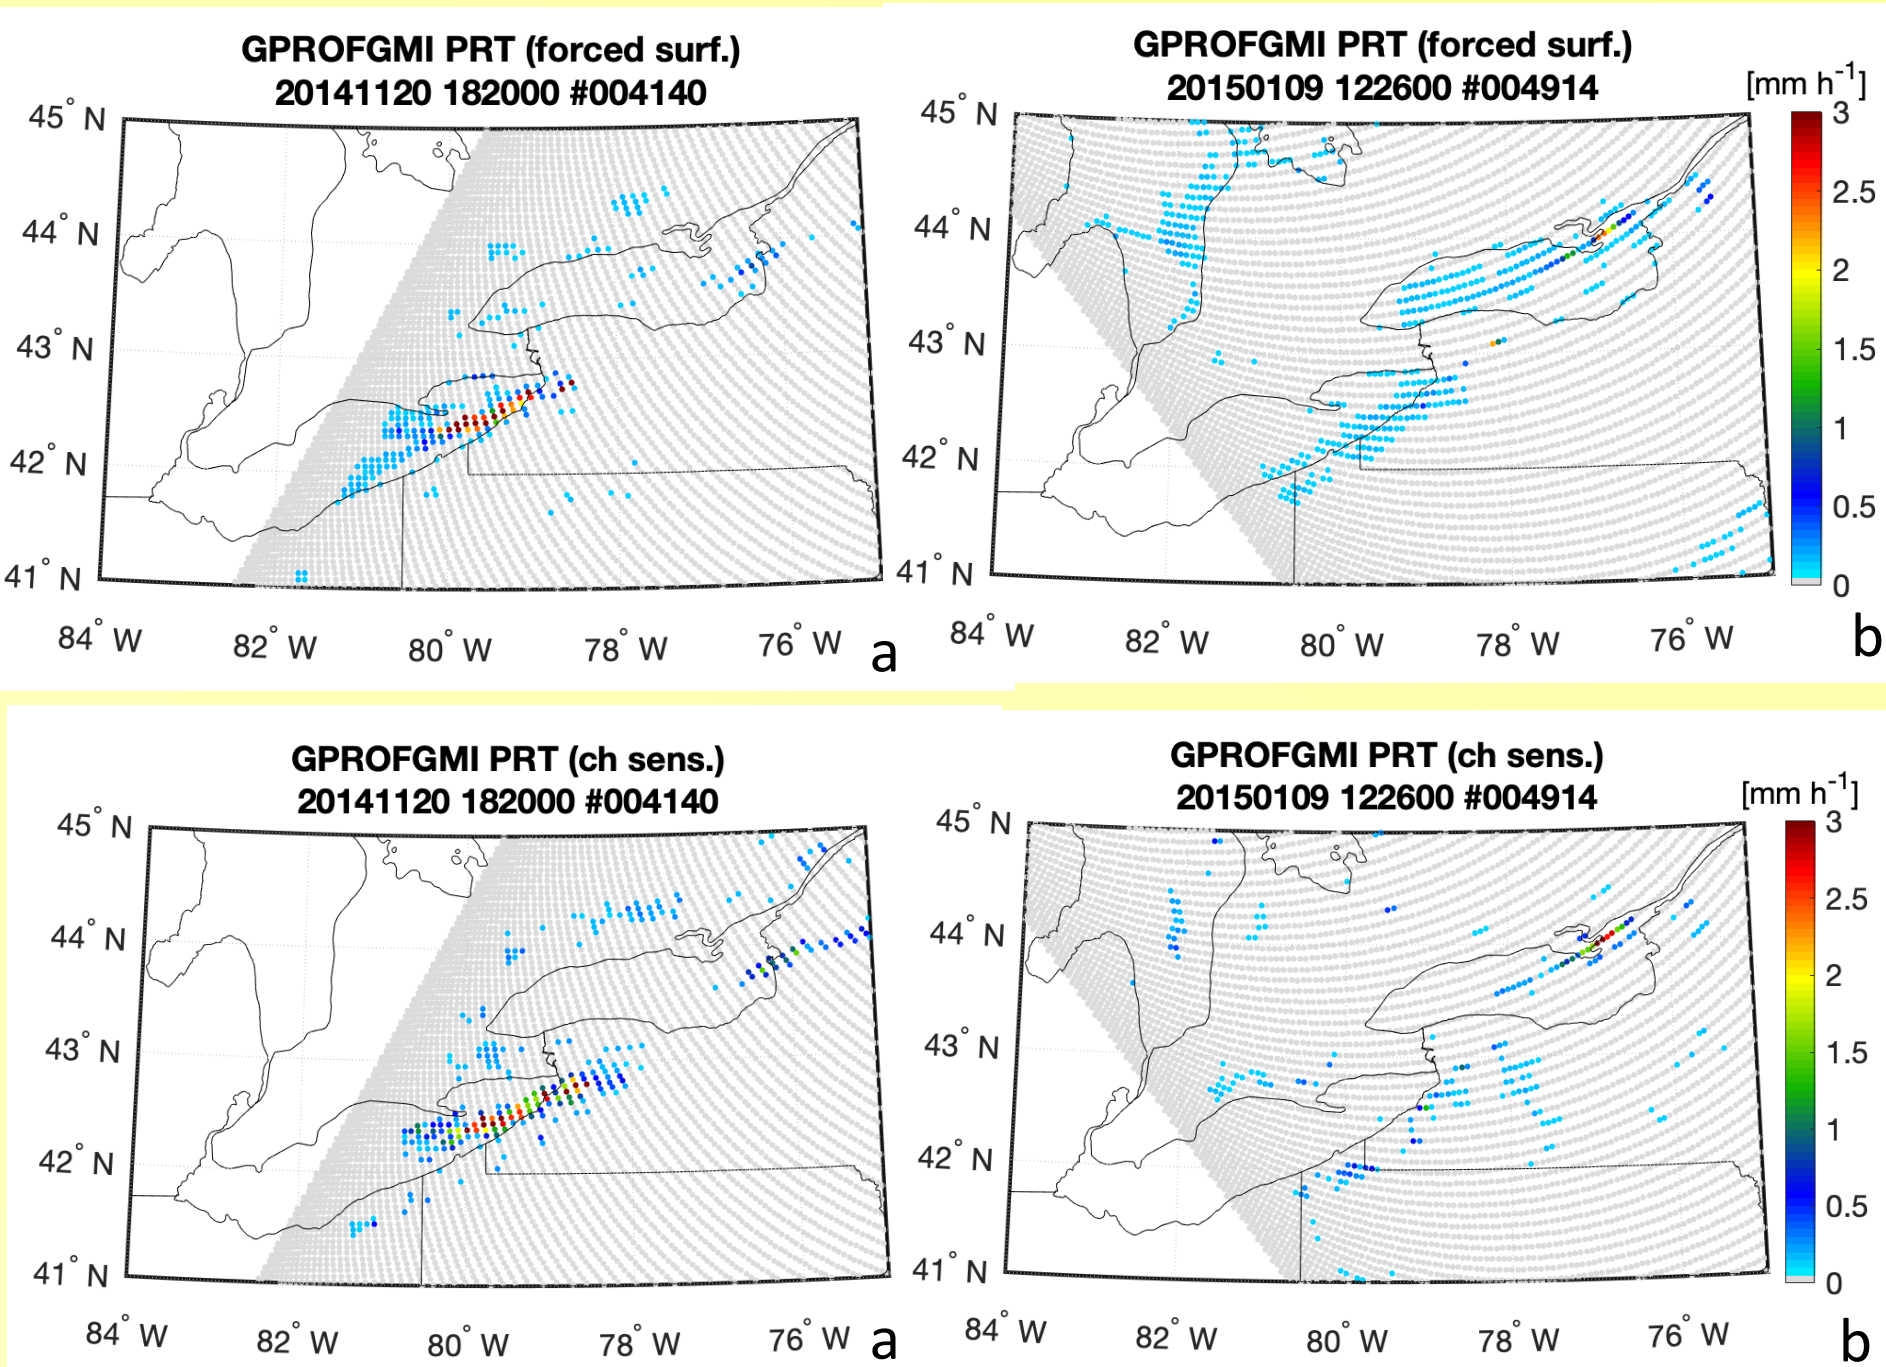 GPROFGMI PRT (forced surf.)
20141120 182000 #004140
45° N
44° N
43° N
42° N
41° N
84° W
82° W
80° W
78° W
76° W
a
GPROFGMI PRT (forced surf.)
20150109 122600 #004914
[mm h-1]
45° N
44° N
43° N
42° N
41° N
84° W
82° W
80° W
78° W
76° W
3
2.5
2
1.5
1
0.5
0
b
GPROFGMI PRT (ch sens.)
20141120 182000 #004140
45° N
44° N
43° N
42° N
41° N
84° W
82° W
80° W
78° W
76° W
a
GPROFGMI PRT (ch sens.)
20150109 122600 #004914
[mm h-1]
45° N
44° N
43° N
42° N
41° N
84° W
82° W
80° W
78° W
76° W
3
2.5
2
1.5
1
0.5
0
b